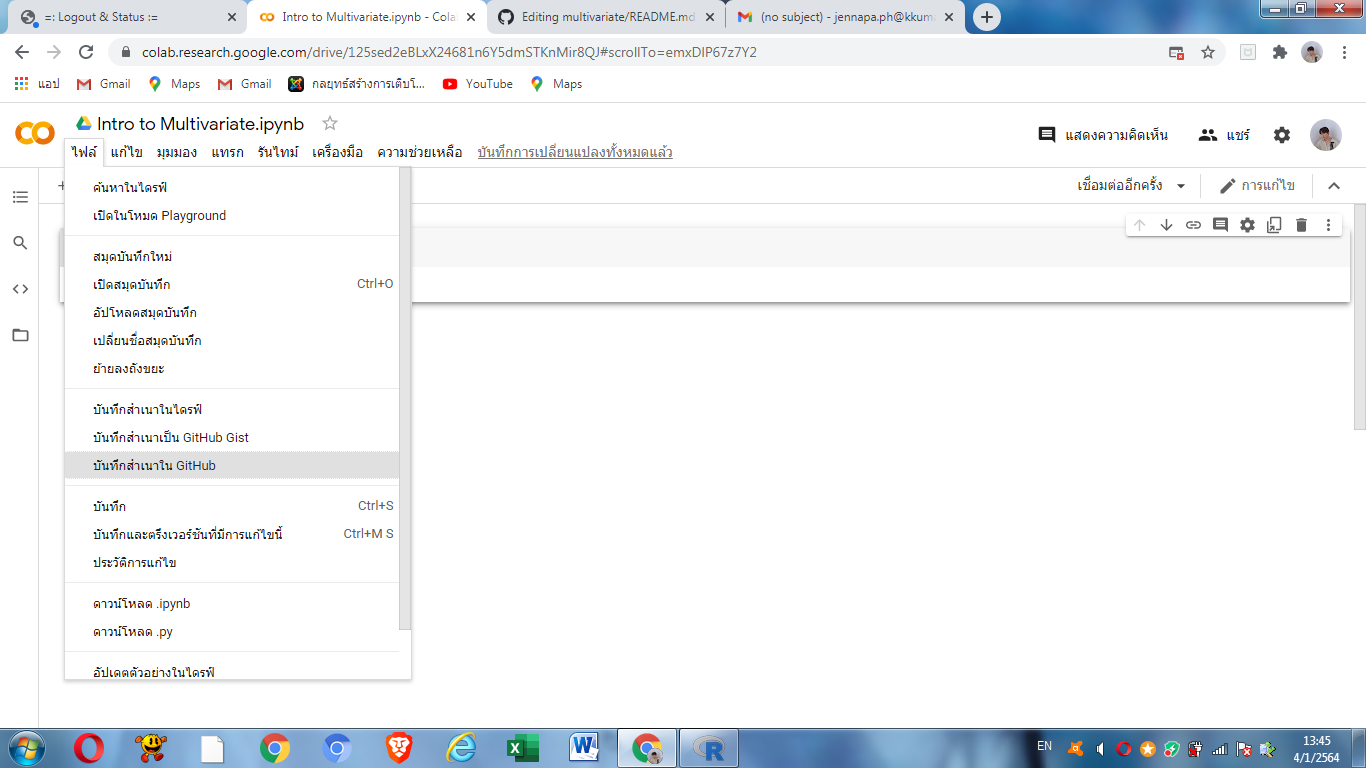 =: Logout & Status :=
Intro to Multivariate.ipynb - Cola
Editing multivariate/README.md
(no subject) - jennapa.ph@kkuma
colab.research.google.com/drive/125sed2eBLxX24681n6Y5dmSTKnMir8QJ#scrollTo=emxDIP67z7Y2
แอป Gmail Maps Gmail กลยุทธ์สร้างการเติบโ... YouTube Maps
Intro to Multivariate.ipynb
แสดงความคิดเห็น แชร์
ไฟล์ แก้ไข มุมมอง แทรก รันไทม์ เครื่องมือ ความช่วยเหลือ บันทึกการเปลี่ยนแปลงทั้งหมดแล้ว
เชื่อมต่ออีกครั้ง การแก้ไข
ค้นหาในไดรฟ์
เปิดในโหมด Playground
สมุดบันทึกใหม่
เปิดสมุดบันทึก Ctrl+O
อัปโหลดสมุดบันทึก
เปลี่ยนชื่อสมุดบันทึก
ย้ายลงถังขยะ
บันทึกสำเนาในไดรฟ์
บันทึกสำเนาเป็น GitHub Gist
บันทึกสำเนาใน GitHub
บันทึก Ctrl+S
บันทึกและตรึงเวอร์ชันที่มีการแก้ไขนี้ Ctrl+M S
ประวัติการแก้ไข
ดาวน์โหลด .ipynb
ดาวน์โหลด .py
อัปเดตตัวอย่างในไดรฟ์
EN
13:45
4/1/2564